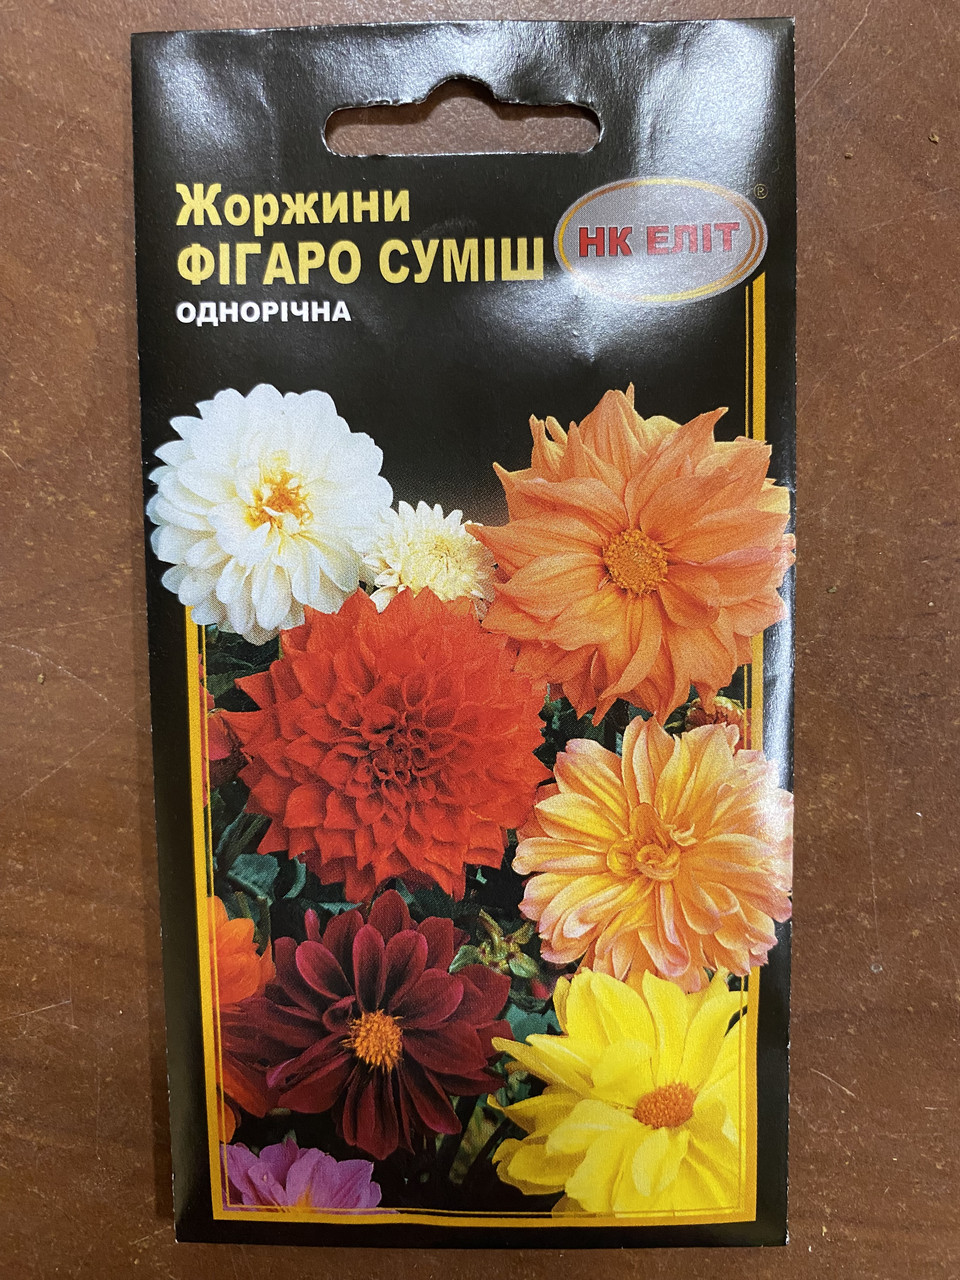 Жоржини
ФІГАРО СУМІШ
ОДНОРІЧНА
НК ЕЛІТ ®